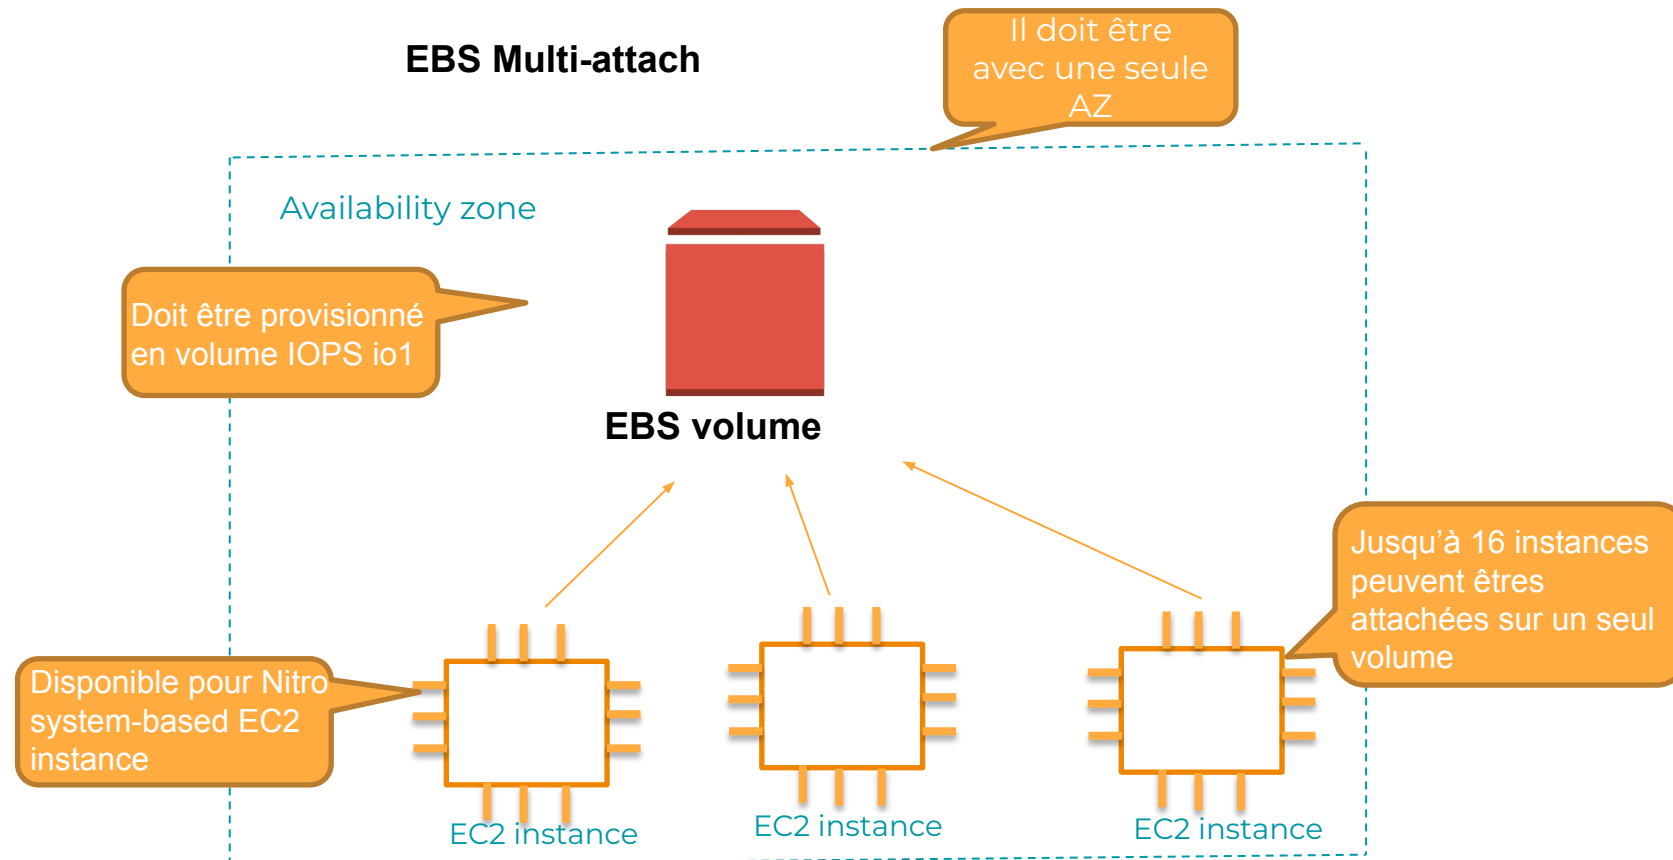 EBS Multi-attach
Il doit être
avec une seule
AZ
Availability zone
Doit être provisionné
en volume IOPS io1
EBS volume
Jusqu'à 16 instances
peuvent êtres
attachées sur un seul
volume
Disponible pour Nitro
system-based EC2
instance
EC2 instance
EC2 instance
EC2 instance